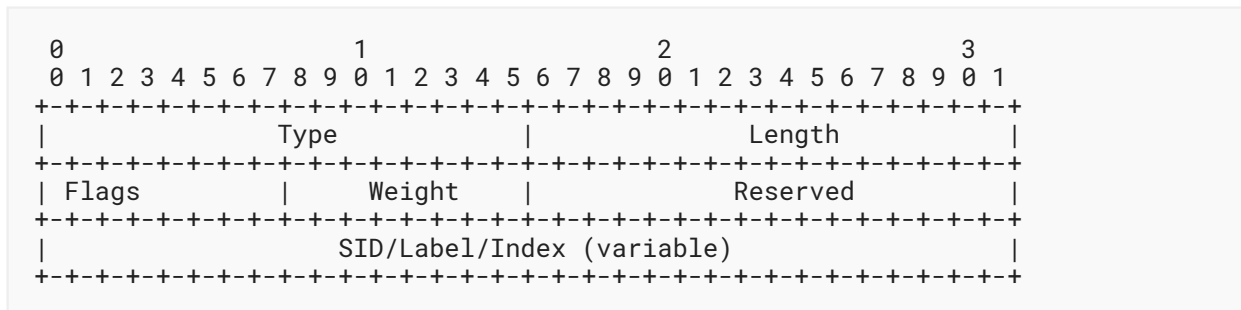 0                   1                   2                   3
 0 1 2 3 4 5 6 7 8 9 0 1 2 3 4 5 6 7 8 9 0 1 2 3 4 5 6 7 8 9 0 1
+-+-+-+-+-+-+-+-+-+-+-+-+-+-+-+-+-+-+-+-+-+-+-+-+-+-+-+-+-+-+-+-+
|               Type            |              Length           |
+-+-+-+-+-+-+-+-+-+-+-+-+-+-+-+-+-+-+-+-+-+-+-+-+-+-+-+-+-+-+-+-+
| Flags         |     Weight    |             Reserved          |
+-+-+-+-+-+-+-+-+-+-+-+-+-+-+-+-+-+-+-+-+-+-+-+-+-+-+-+-+-+-+-+-+
|                   SID/Label/Index (variable)                  |
+-+-+-+-+-+-+-+-+-+-+-+-+-+-+-+-+-+-+-+-+-+-+-+-+-+-+-+-+-+-+-+-+